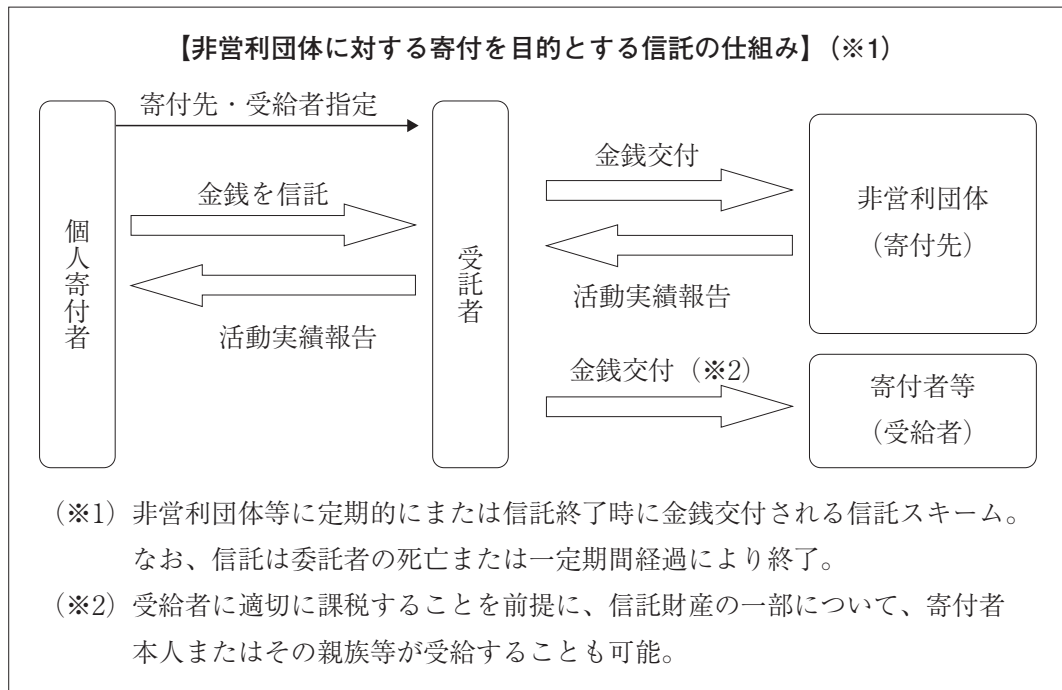 【非営利団体に対する寄付を目的とする信託の仕組み】（※1）
寄付先・受給者指定
金銭を信託
活動実績報告
個人寄付者
受託者
金銭交付
活動実績報告
非営利団体
（寄付先）
金銭交付（※2）
寄付者等
（受給者）
（※1）非営利団体等に定期的にまたは信託終了時に金銭交付される信託スキーム。
なお、信託は委託者の死亡または一定期間経過により終了。
（※2）受給者に適切に課税することを前提に、信託財産の一部について、寄付者
本人またはその親族等が受給することも可能。